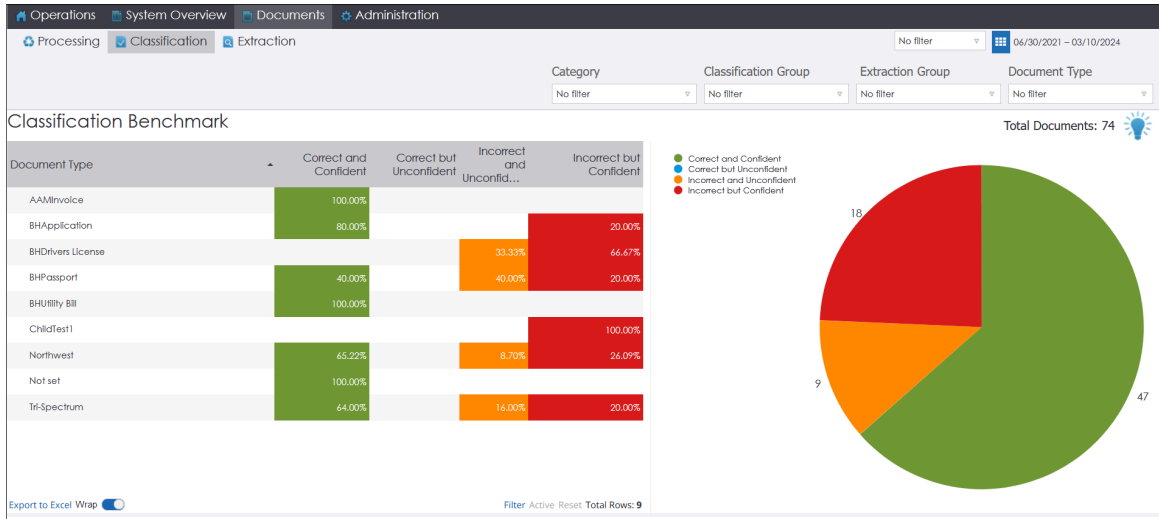 Operations System Overview Documents Administration
Processing Classification Extraction No filter 06/30/2021 – 03/10/2024
Category Classification Group Extraction Group Document Type
No filter No filter No filter No filter
Classification Benchmark Total Documents: 74
Document Type Correct and Confident Correct but Unconfident Incorrect and Unconfid... Incorrect but Confident
AAMInvoice 100.00%
BHApplication 80.00% 20.00%
BHDrivers License 33.33% 66.67%
BHPassport 40.00% 40.00% 20.00%
BHUtility Bill 100.00%
ChildTest1 100.00%
Northwest 65.22% 8.70% 26.09%
Not set 100.00%
Tri-Spectrum 64.00% 16.00% 20.00%
Export to Excel Wrap Filter Active Reset Total Rows: 9
Correct and Confident
Correct but Unconfident
Incorrect and Unconfident
Incorrect but Confident
18
9
47